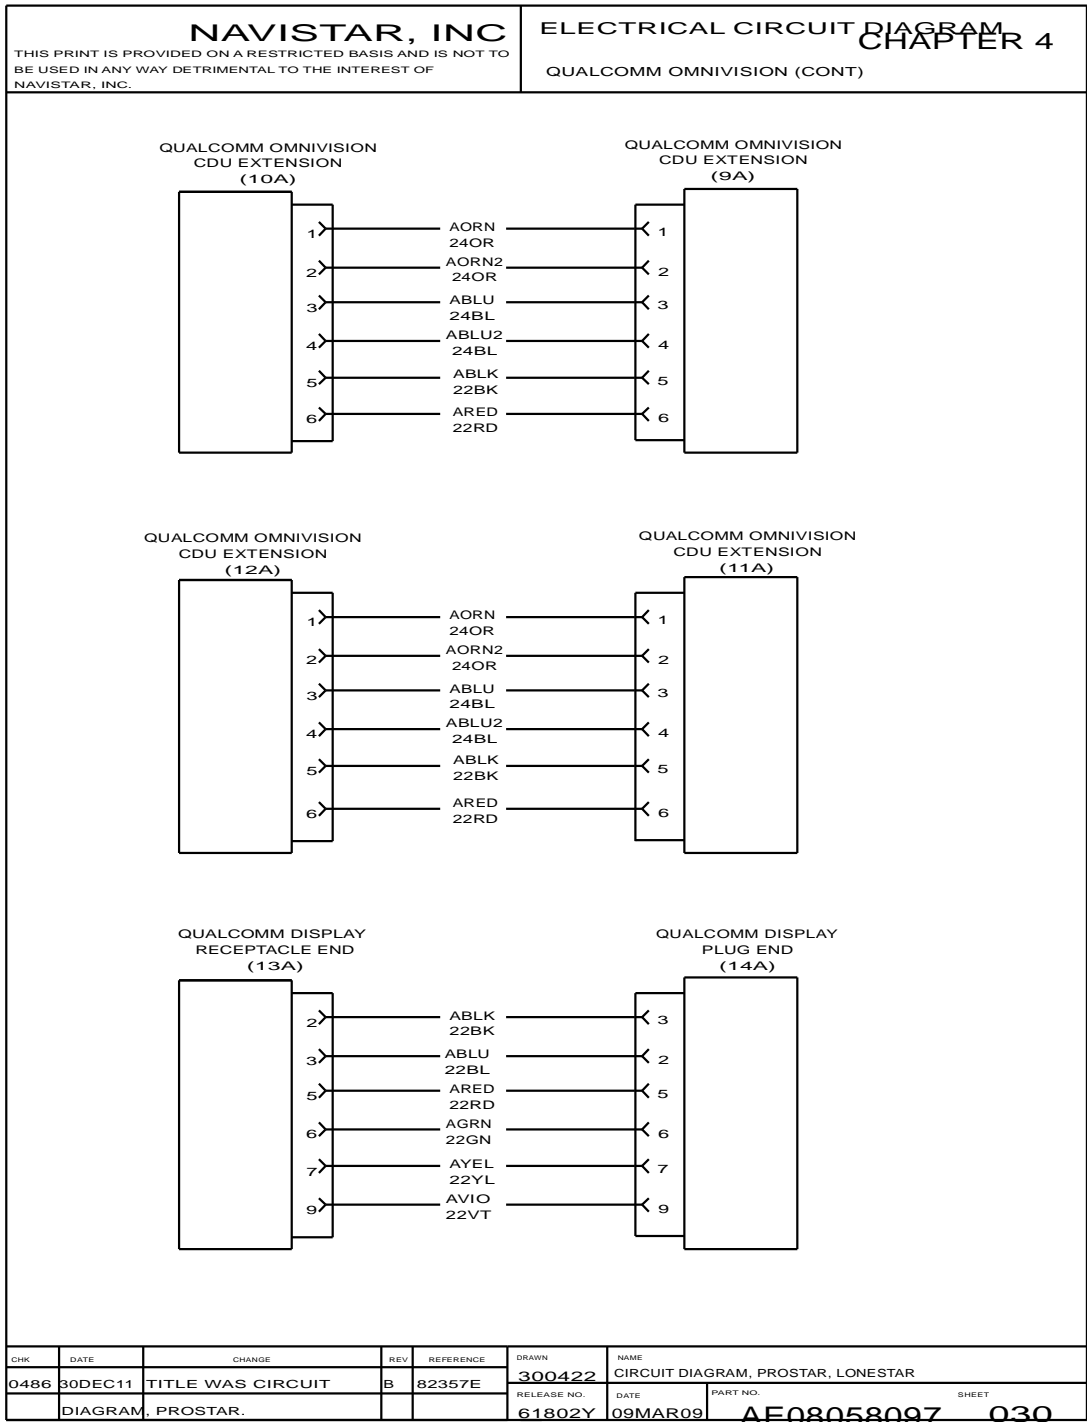 NAVISTAR, INC
THIS PRINT IS PROVIDED ON A RESTRICTED BASIS AND IS NOT TO
BE USED IN ANY WAY DETRIMENTAL TO THE INTEREST OF
NAVISTAR, INC.
ELECTRICAL CIRCUIT DIAGRAM
CHAPTER 4
QUALCOMM OMNIVISION (CONT)
QUALCOMM OMNIVISION
CDU EXTENSION
(10A)
QUALCOMM OMNIVISION
CDU EXTENSION
(9A)
1 AORN 1
24OR
2 AORN2 2
24OR
3 ABLU 3
24BL
4 ABLU2 4
24BL
5 ABLK 5
22BK
6 ARED 6
22RD
QUALCOMM OMNIVISION
CDU EXTENSION
(12A)
QUALCOMM OMNIVISION
CDU EXTENSION
(11A)
1 AORN 1
24OR
2 AORN2 2
24OR
3 ABLU 3
24BL
4 ABLU2 4
24BL
5 ABLK 5
22BK
6 ARED 6
22RD
QUALCOMM DISPLAY
RECEPTACLE END
(13A)
QUALCOMM DISPLAY
PLUG END
(14A)
2 ABLK 3
22BK
3 ABLU 2
22BL
5 ARED 5
22RD
6 AGRN 6
22GN
7 AYEL 7
22YL
9 AVIO 9
22VT
CHK DATE CHANGE REV REFERENCE
0486 30DEC11 TITLE WAS CIRCUIT B 82357E
DIAGRAM, PROSTAR.
DRAWN
300422
NAME
CIRCUIT DIAGRAM, PROSTAR, LONESTAR
RELEASE NO.
61802Y
DATE
09MAR09
PART NO.
AE08058097
SHEET
030